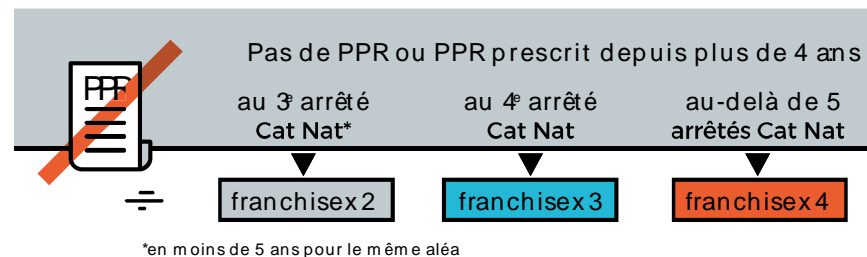 Pas de PPR ou PPR prescrit depuis plus de 4 ans
PPR
au 3e arrêté au 4e arrêté au-delà de 5
Cat Nat* Cat Nat arrêtés Cat Nat
franchise x 2 franchise x 3 franchise x 4
*en moins de 5 ans pour le même aléa